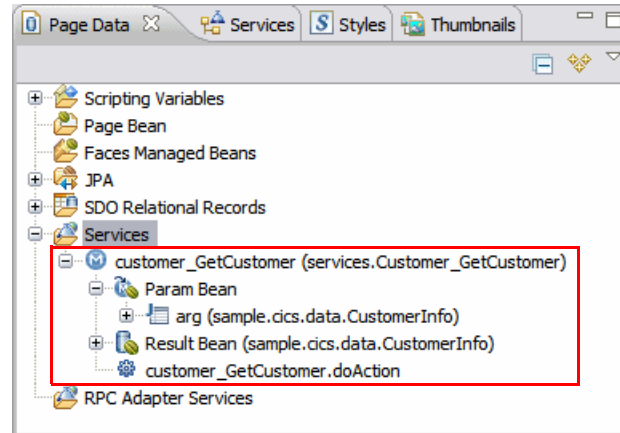 Page Data Services Styles Thumbnails
Scripting Variables
Page Bean
Faces Managed Beans
JPA
SDO Relational Records
Services
customer_GetCustomer (services.Customer_GetCustomer)
Param Bean
arg (sample.cics.data.CustomerInfo)
Result Bean (sample.cics.data.CustomerInfo)
customer_GetCustomer.doAction
RPC Adapter Services